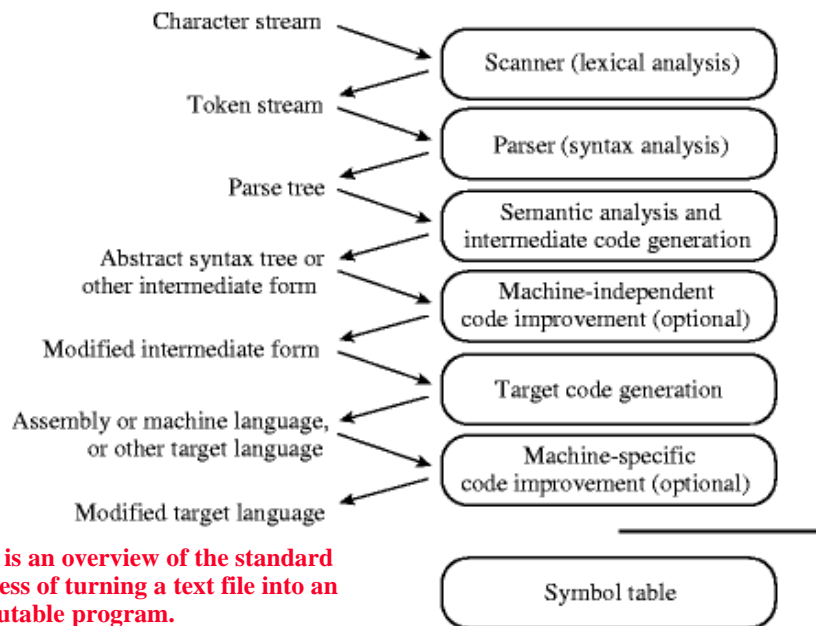 Character stream
Scanner (lexical analysis)
Token stream
Parser (syntax analysis)
Parse tree
Semantic analysis and
intermediate code generation
Abstract syntax tree or
other intermediate form
Machine-independent
code improvement (optional)
Modified intermediate form
Target code generation
Assembly or machine language,
or other target language
Machine-specific
code improvement (optional)
Modified target language
is an overview of the standard
ess of turning a text file into an
utable program.
Symbol table